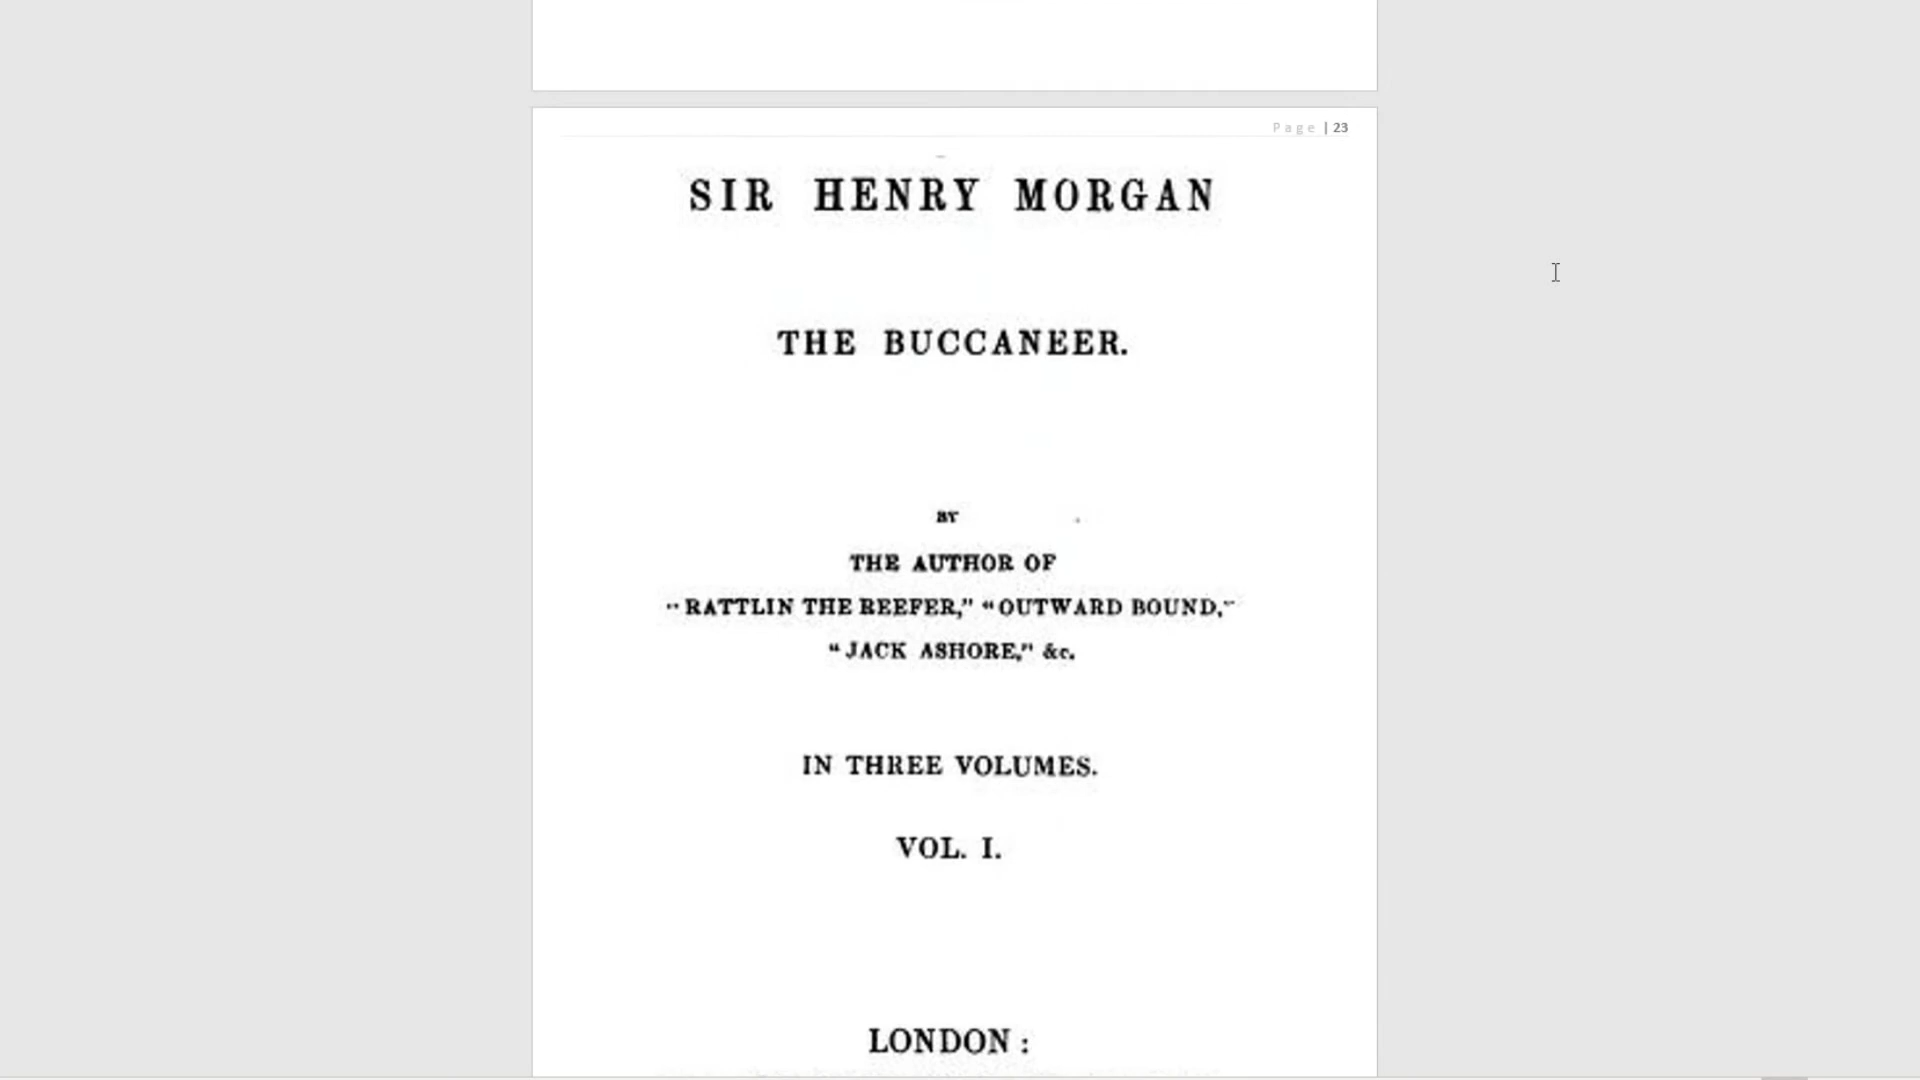 Page | 23
SIR HENRY MORGAN
THE BUCCANEER.
BY
THE AUTHOR OF
"RATTLIN THE REEFER," "OUTWARD BOUND,"
"JACK ASHORE," &c.
IN THREE VOLUMES.
VOL. I.
LONDON: